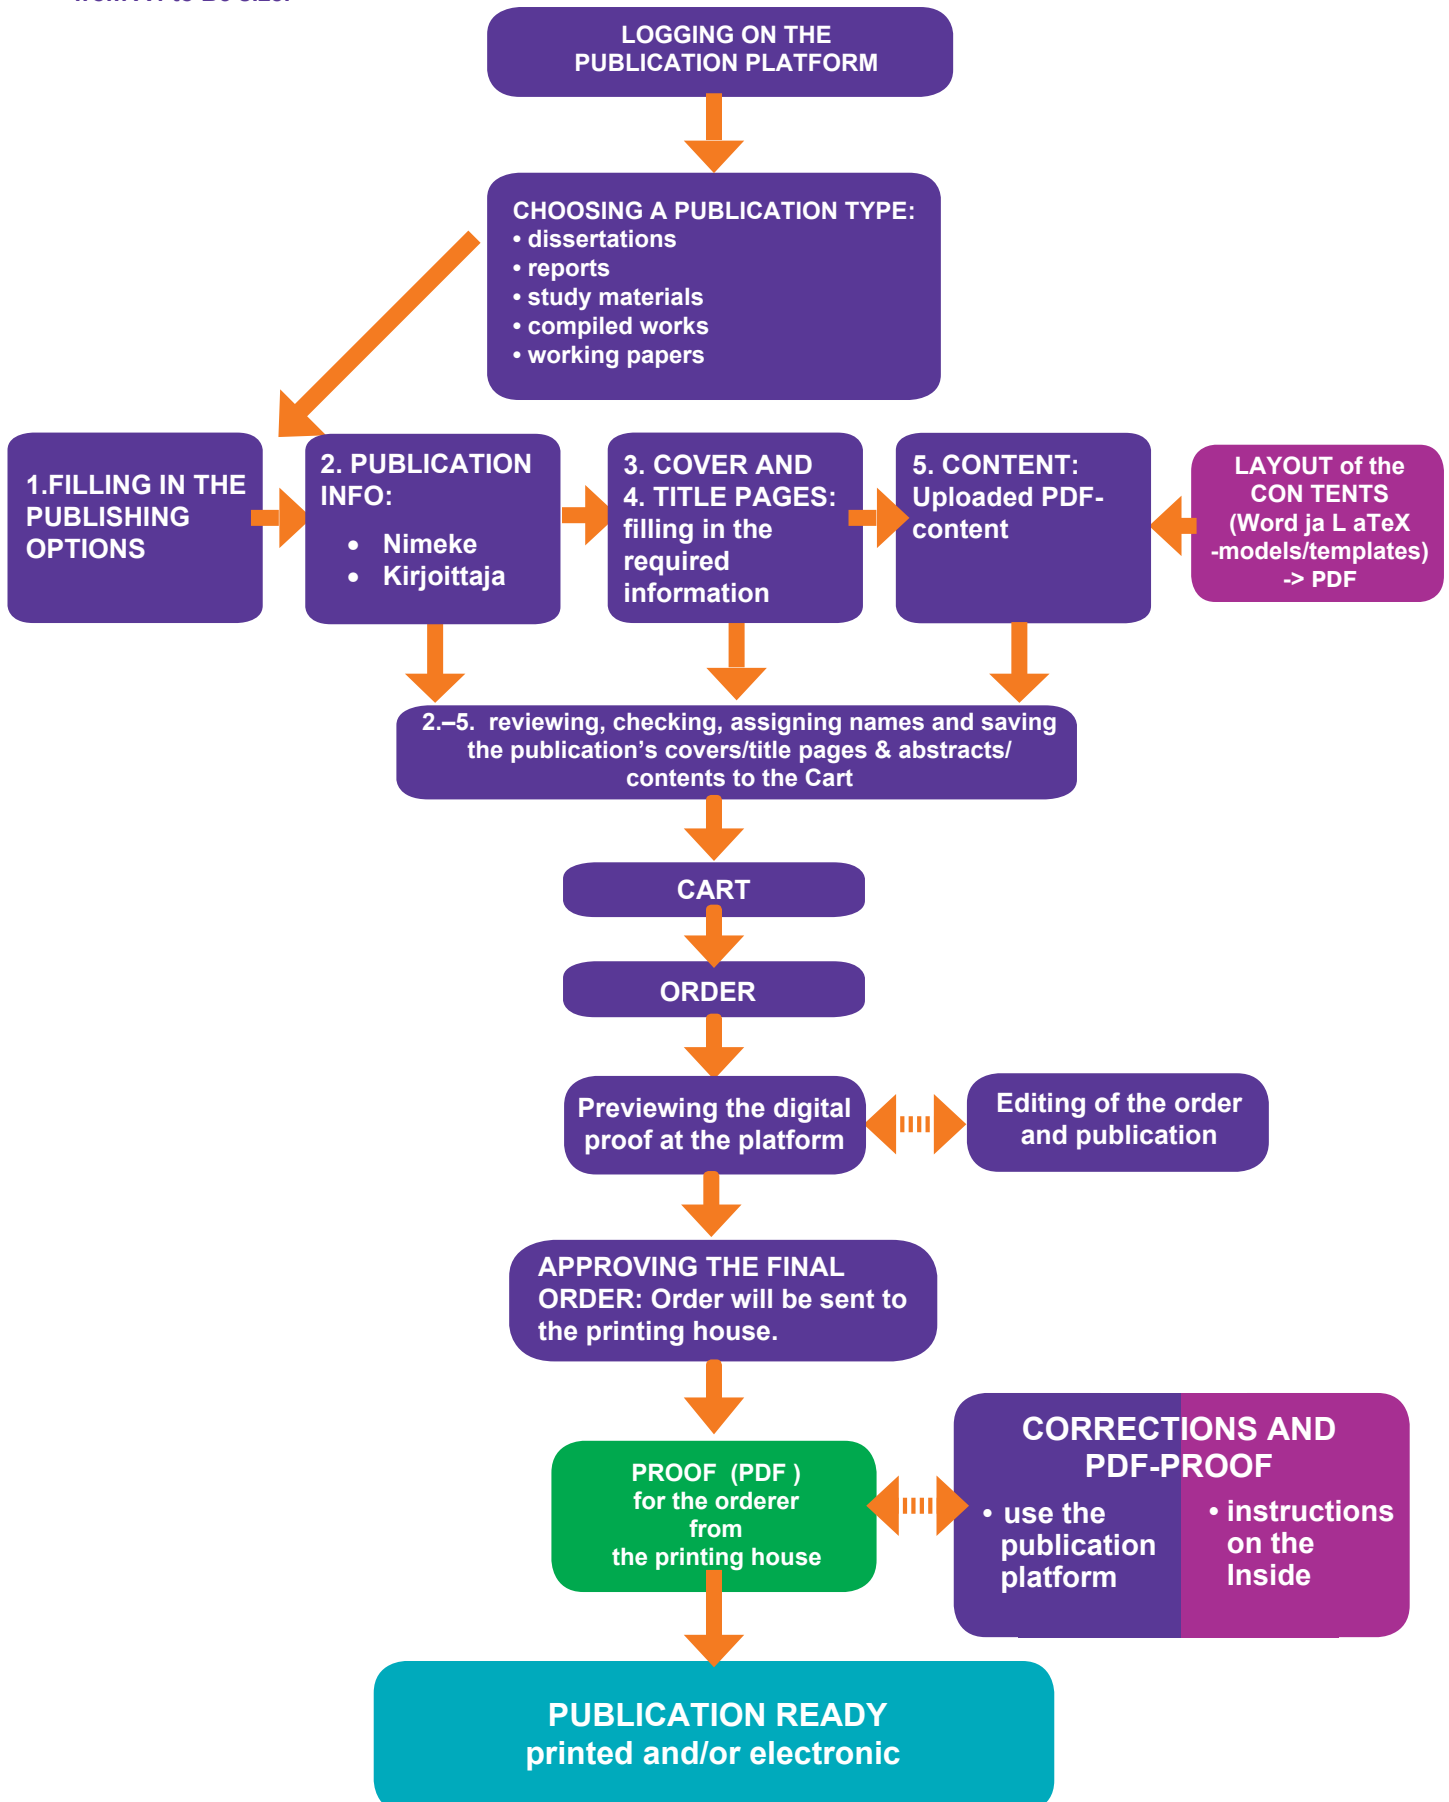 LOGGING ON THE
PUBLICATION PLATFORM
CHOOSING A PUBLICATION TYPE:
• dissertations
• reports
• study materials
• compiled works
• working papers
1.FILLING IN THE
PUBLISHING
OPTIONS
2. PUBLICATION
INFO:
• Nimeke
• Kirjoittaja
3. COVER AND
4. TITLE PAGES:
filling in the
required
information
5. CONTENT:
Uploaded PDF-
content
LAYOUT of the
CON TENTS
(Word ja L aTeX
-models/templates)
-> PDF
2.–5. reviewing, checking, assigning names and saving
the publication’s covers/title pages & abstracts/
contents to the Cart
CART
ORDER
Previewing the digital
proof at the platform
Editing of the order
and publication
APPROVING THE FINAL
ORDER: Order will be sent to
the printing house.
PROOF (PDF )
for the orderer
from
the printing house
CORRECTIONS AND
PDF-PROOF
• use the
publication
platform
• instructions
on the
Inside
PUBLICATION READY
printed and/or electronic